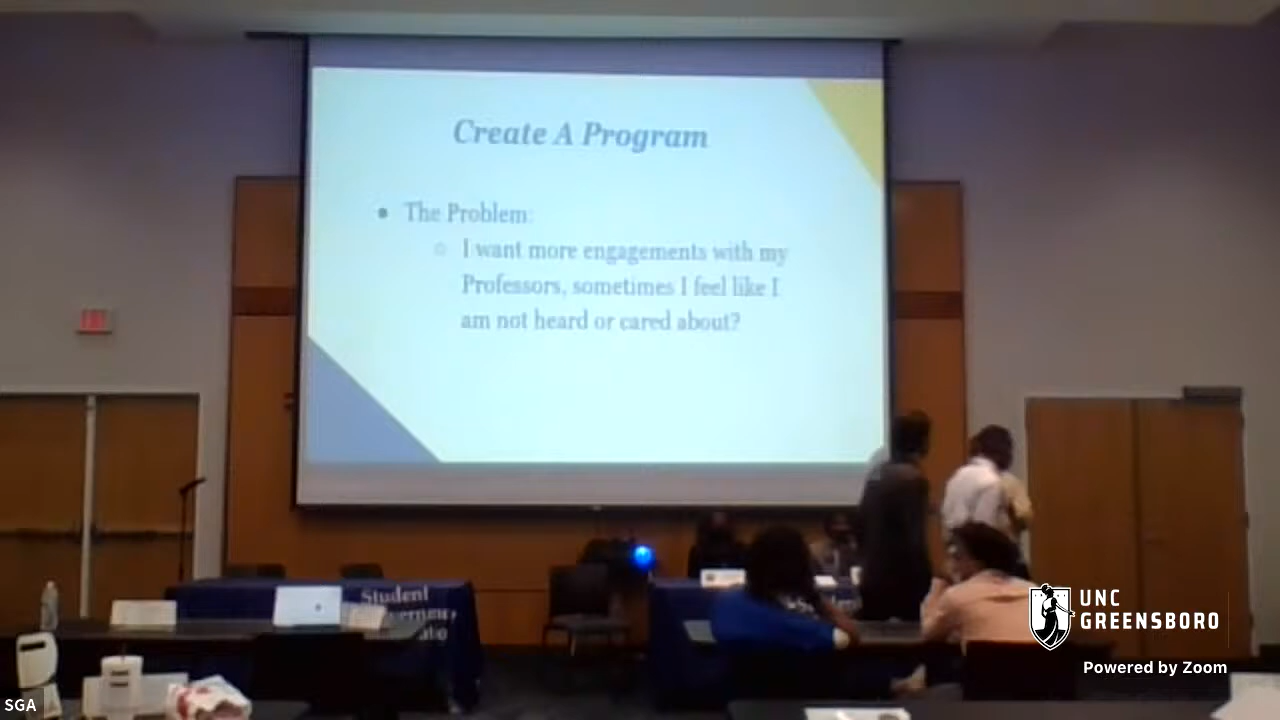 Create A Program
The Problem:
I want more engagements with my
Professors, sometimes I feel like I
am not heard or cared about?
Student
UNC
GREENSBORO
Powered by Zoom
SGA